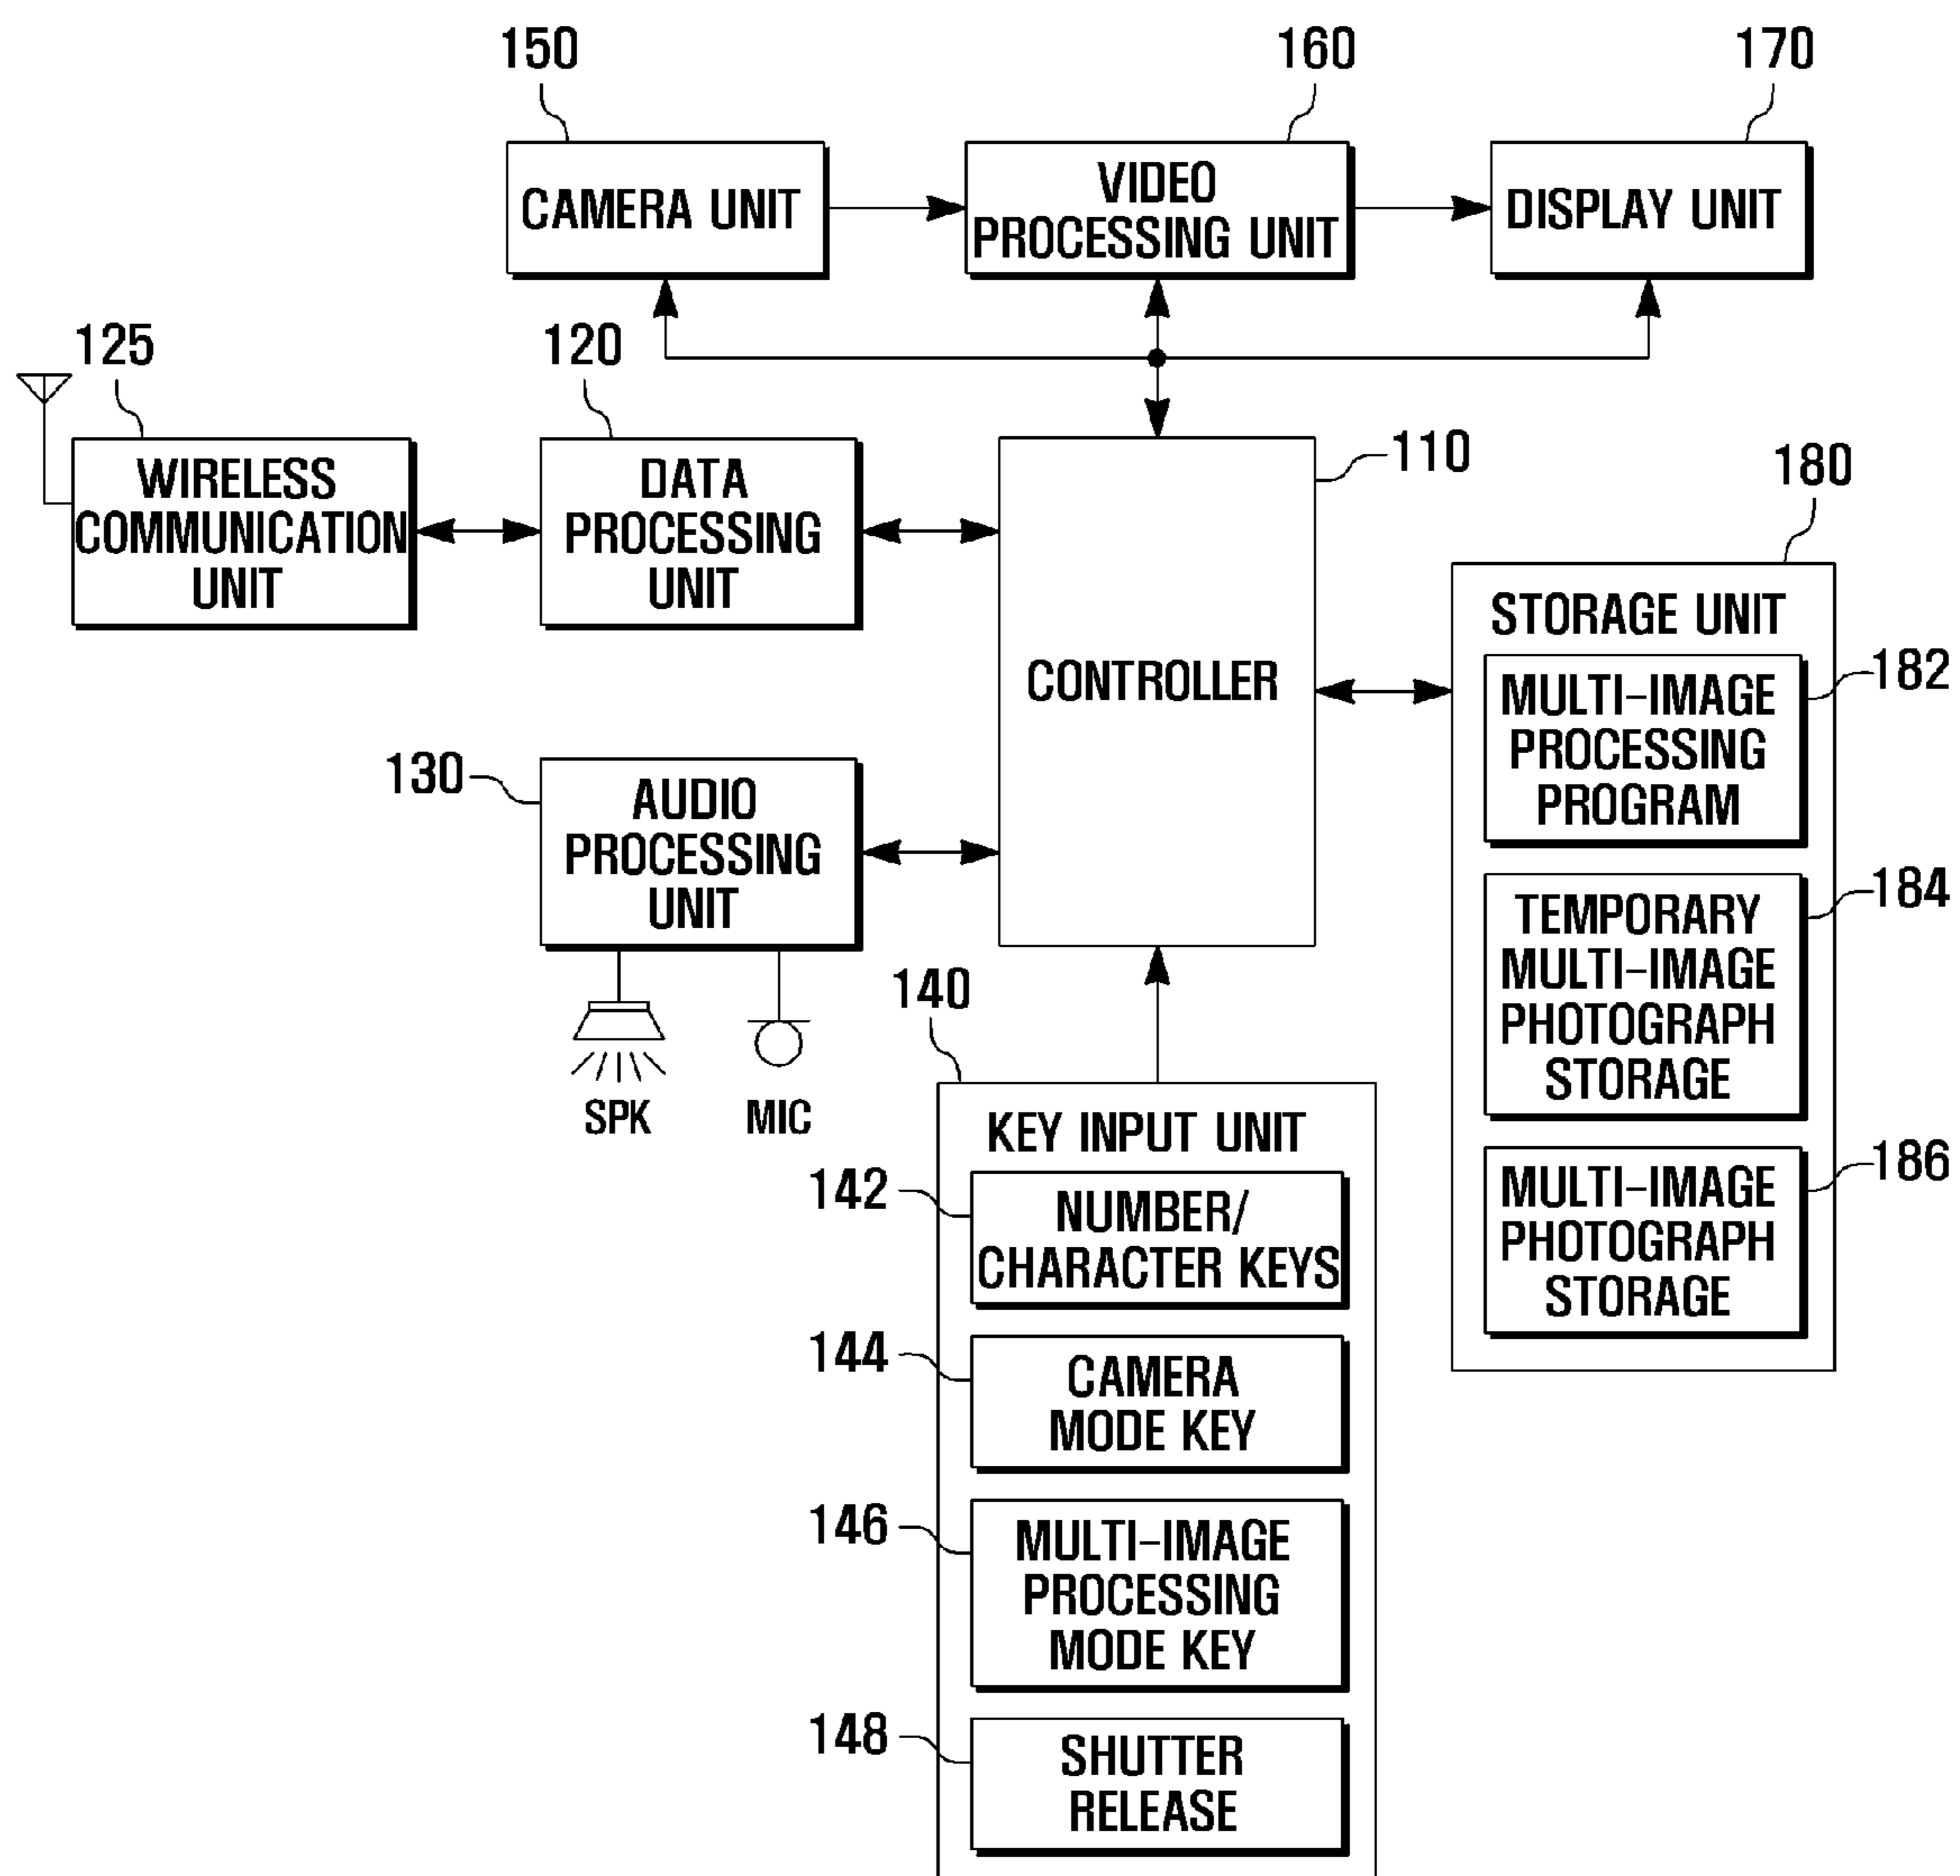 150
160
170
CAMERA UNIT
VIDEO
PROCESSING UNIT
DISPLAY UNIT
125
120
110
180
WIRELESS
COMMUNICATION
UNIT
DATA
PROCESSING
UNIT
CONTROLLER
STORAGE UNIT
182
MULTI-IMAGE
PROCESSING
PROGRAM
130
AUDIO
PROCESSING
UNIT
184
TEMPORARY
MULTI-IMAGE
PHOTOGRAPH
STORAGE
SPK
MIC
186
MULTI-IMAGE
PHOTOGRAPH
STORAGE
140
KEY INPUT UNIT
142
NUMBER/
CHARACTER KEYS
144
CAMERA
MODE KEY
146
MULTI-IMAGE
PROCESSING
MODE KEY
148
SHUTTER
RELEASE